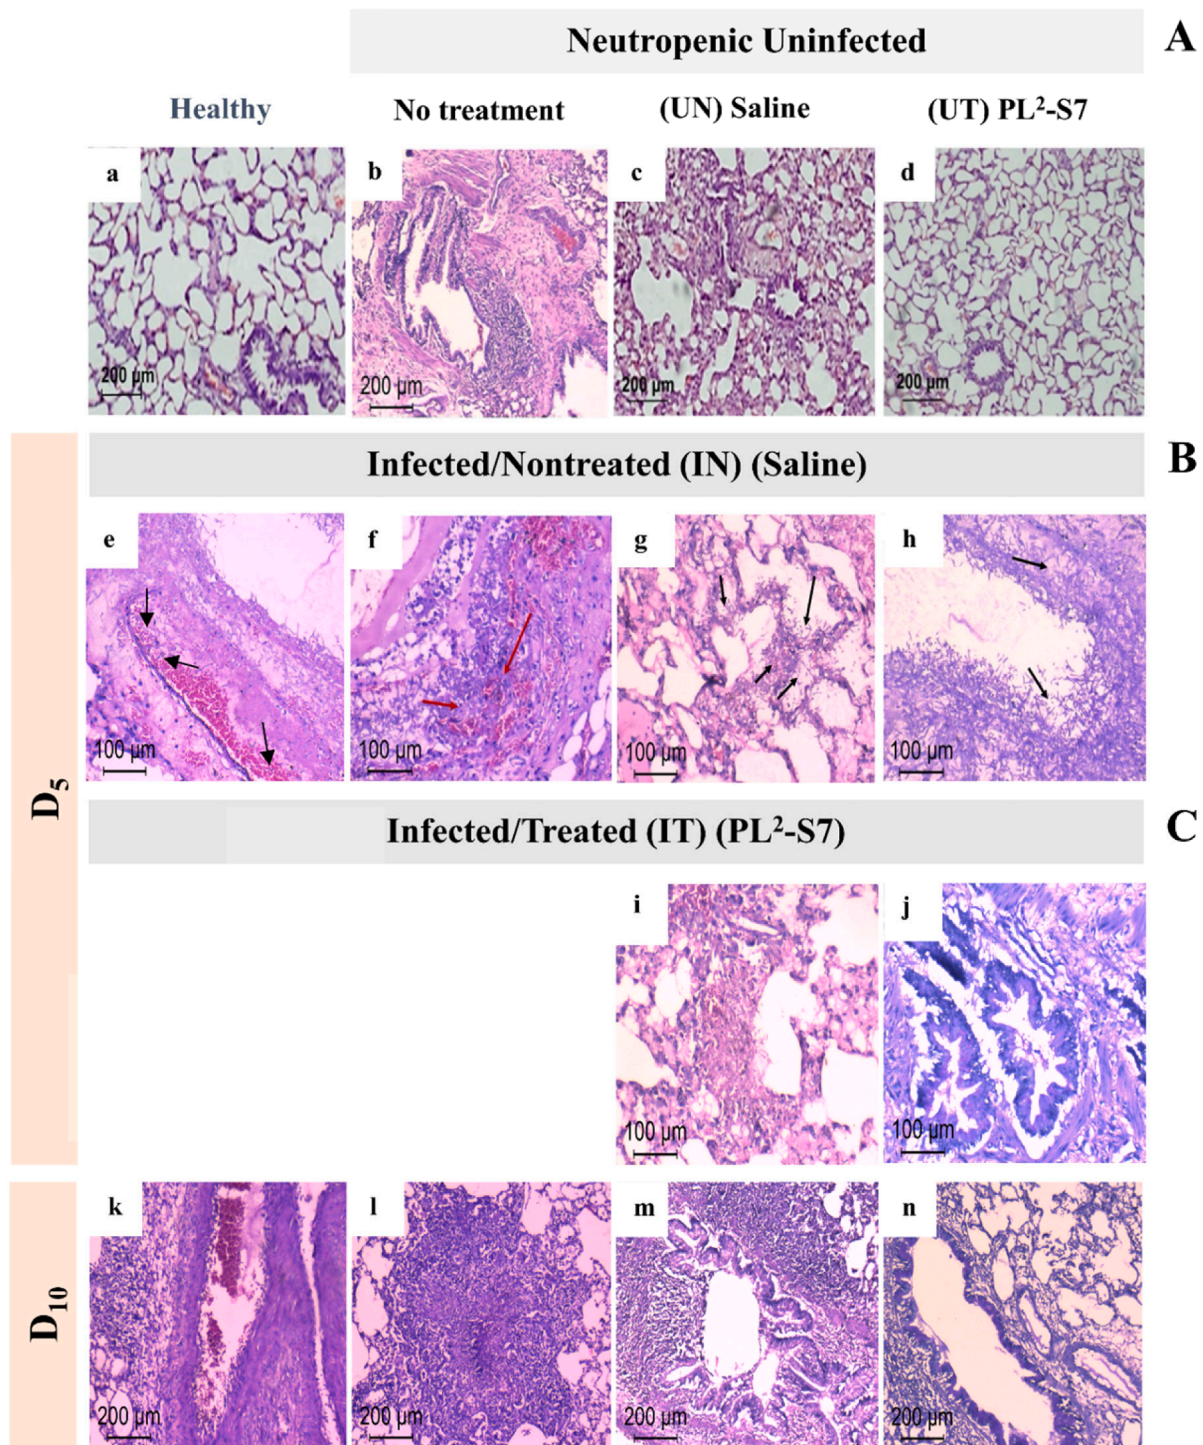 Neutropenic Uninfected
A
Healthy
No treatment
(UN) Saline
(UT) PL²-S7
a
b
c
d
200 µm
200 µm
200 µm
200 µm
Infected/Nontreated (IN) (Saline)
B
D₅
e
f
g
h
100 µm
100 µm
100 µm
100 µm
Infected/Treated (IT) (PL²-S7)
C
i
j
100 µm
100 µm
D₁₀
k
l
m
n
200 µm
200 µm
200 µm
200 µm